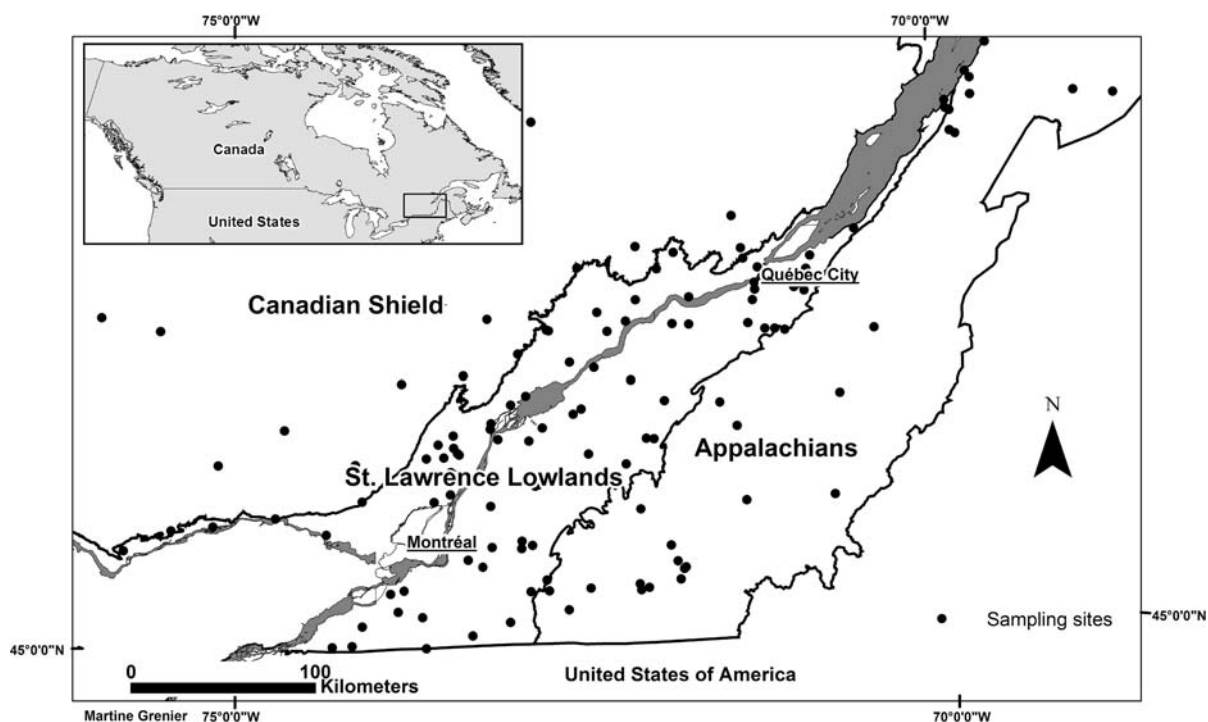 75°0'0"W
70°0'0"W
Canada
United States
Québec City
Canadian Shield
N
Appalachians
St. Lawrence Lowlands
Montréal
Sampling sites
45°0'0"N
45°0'0"N
0 100
Kilometers
United States of America
Martine Grenier
75°0'0"W
70°0'0"W